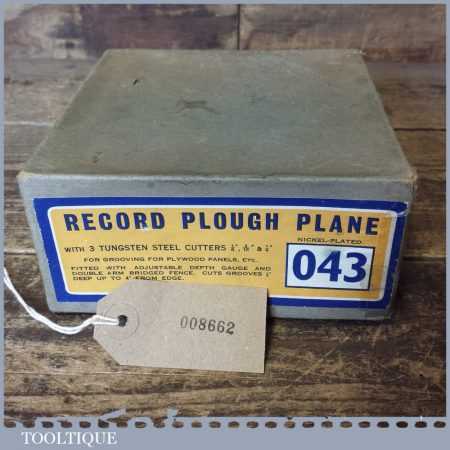 RECORD PLOUGH PLANE
NICKEL-PLATED
WITH 3 TUNGSTEN STEEL CUTTERS
FOR GROOVING FOR PLYWOOD PANELS, ETC.
043
FITTED WITH ADJUSTABLE DEPTH GAUGE AND
DOUBLE ARM BRIDGED FENCE. CUTS GROOVES
DEEP UP TO 4" FROM EDGE.
008662
TOOLTIQUE